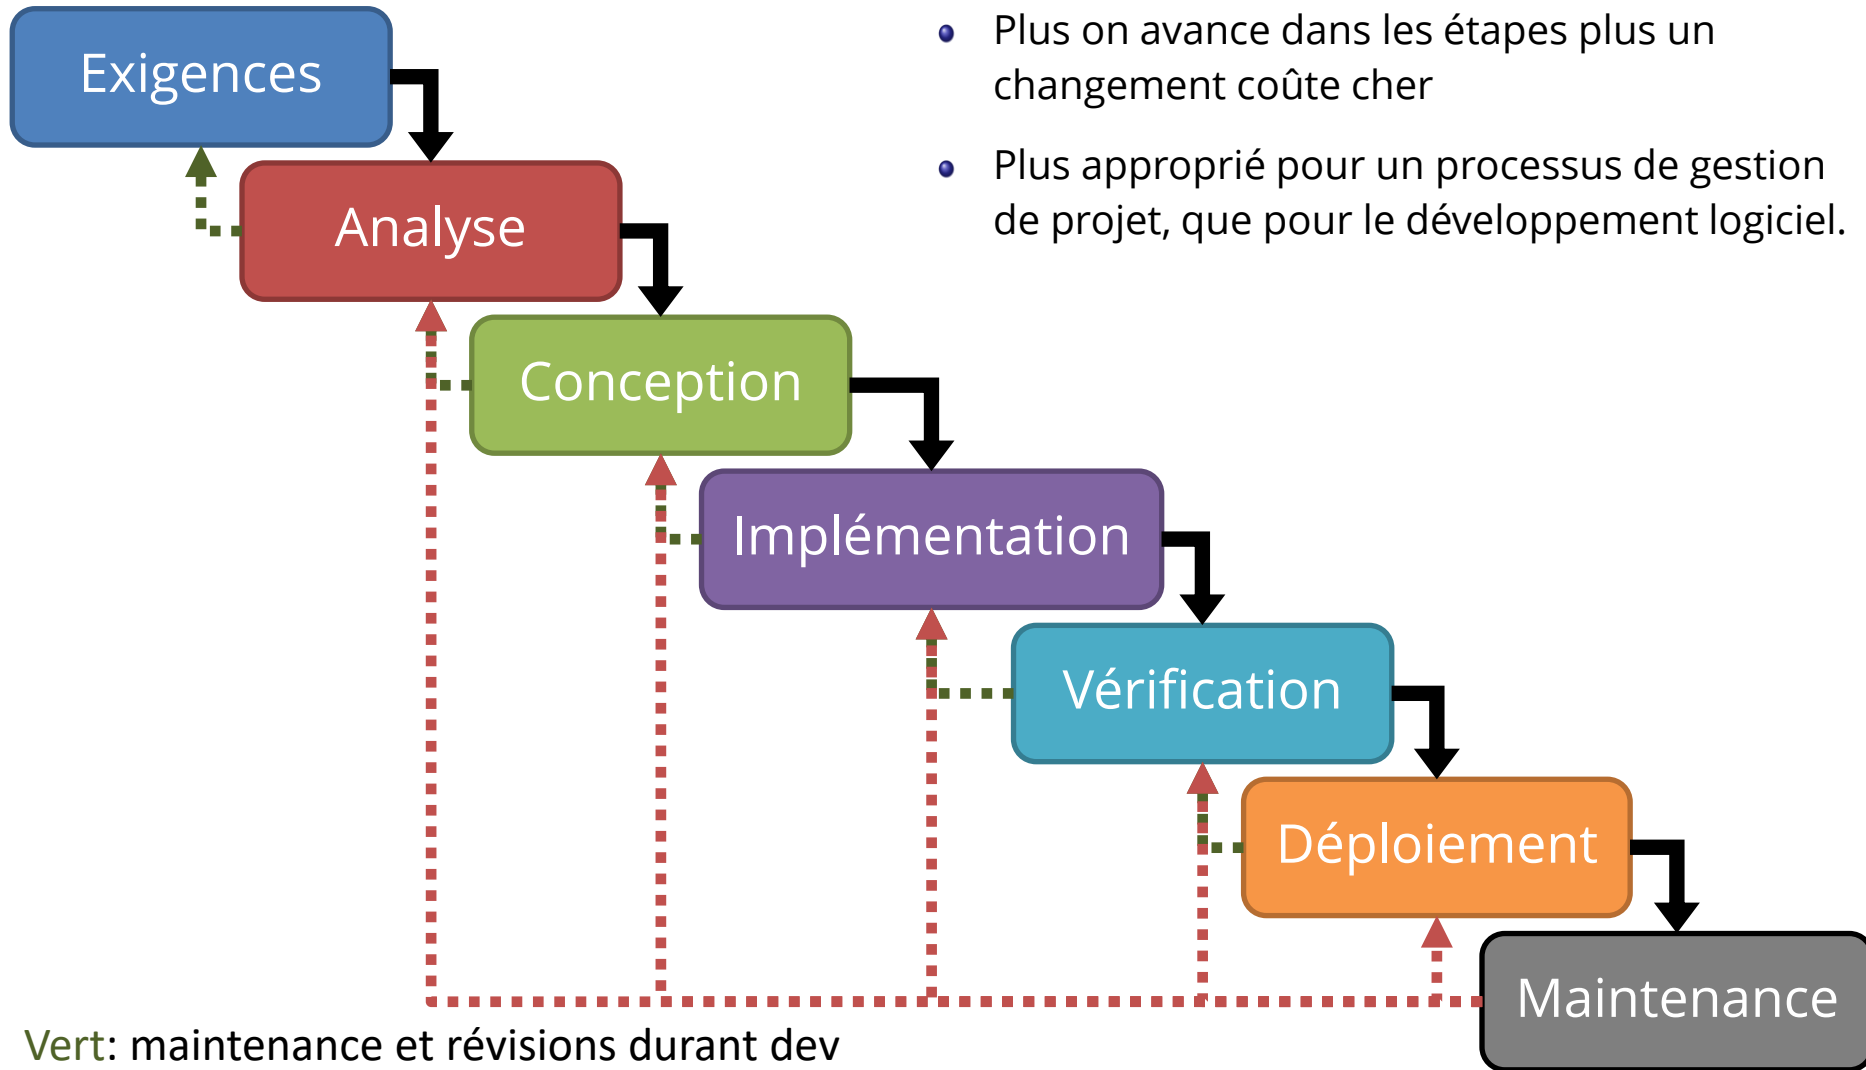 Exigences
Plus on avance dans les étapes plus un
changement coûte cher
Plus approprié pour un processus de gestion
de projet, que pour le développement logiciel.
Analyse
Conception
Implémentation
Vérification
Déploiement
Maintenance
Vert: maintenance et révisions durant dev